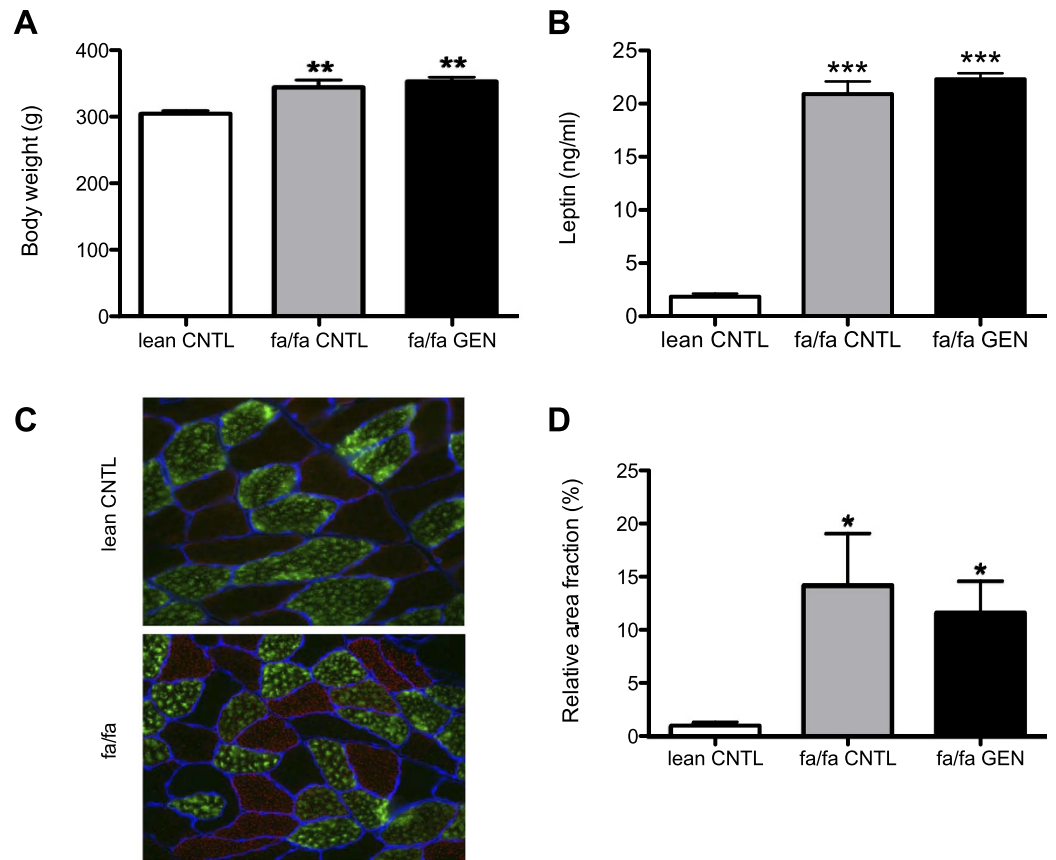 A
Body weight (g)
400
300
200
100
0
**
**
lean CNTL
fa/fa CNTL
fa/fa GEN
B
Leptin (ng/ml)
25
20
15
10
5
0
***
***
lean CNTL
fa/fa CNTL
fa/fa GEN
C
lean CNTL
fa/fa
D
Relative area fraction (%)
25
20
15
10
5
0
*
*
lean CNTL
fa/fa CNTL
fa/fa GEN